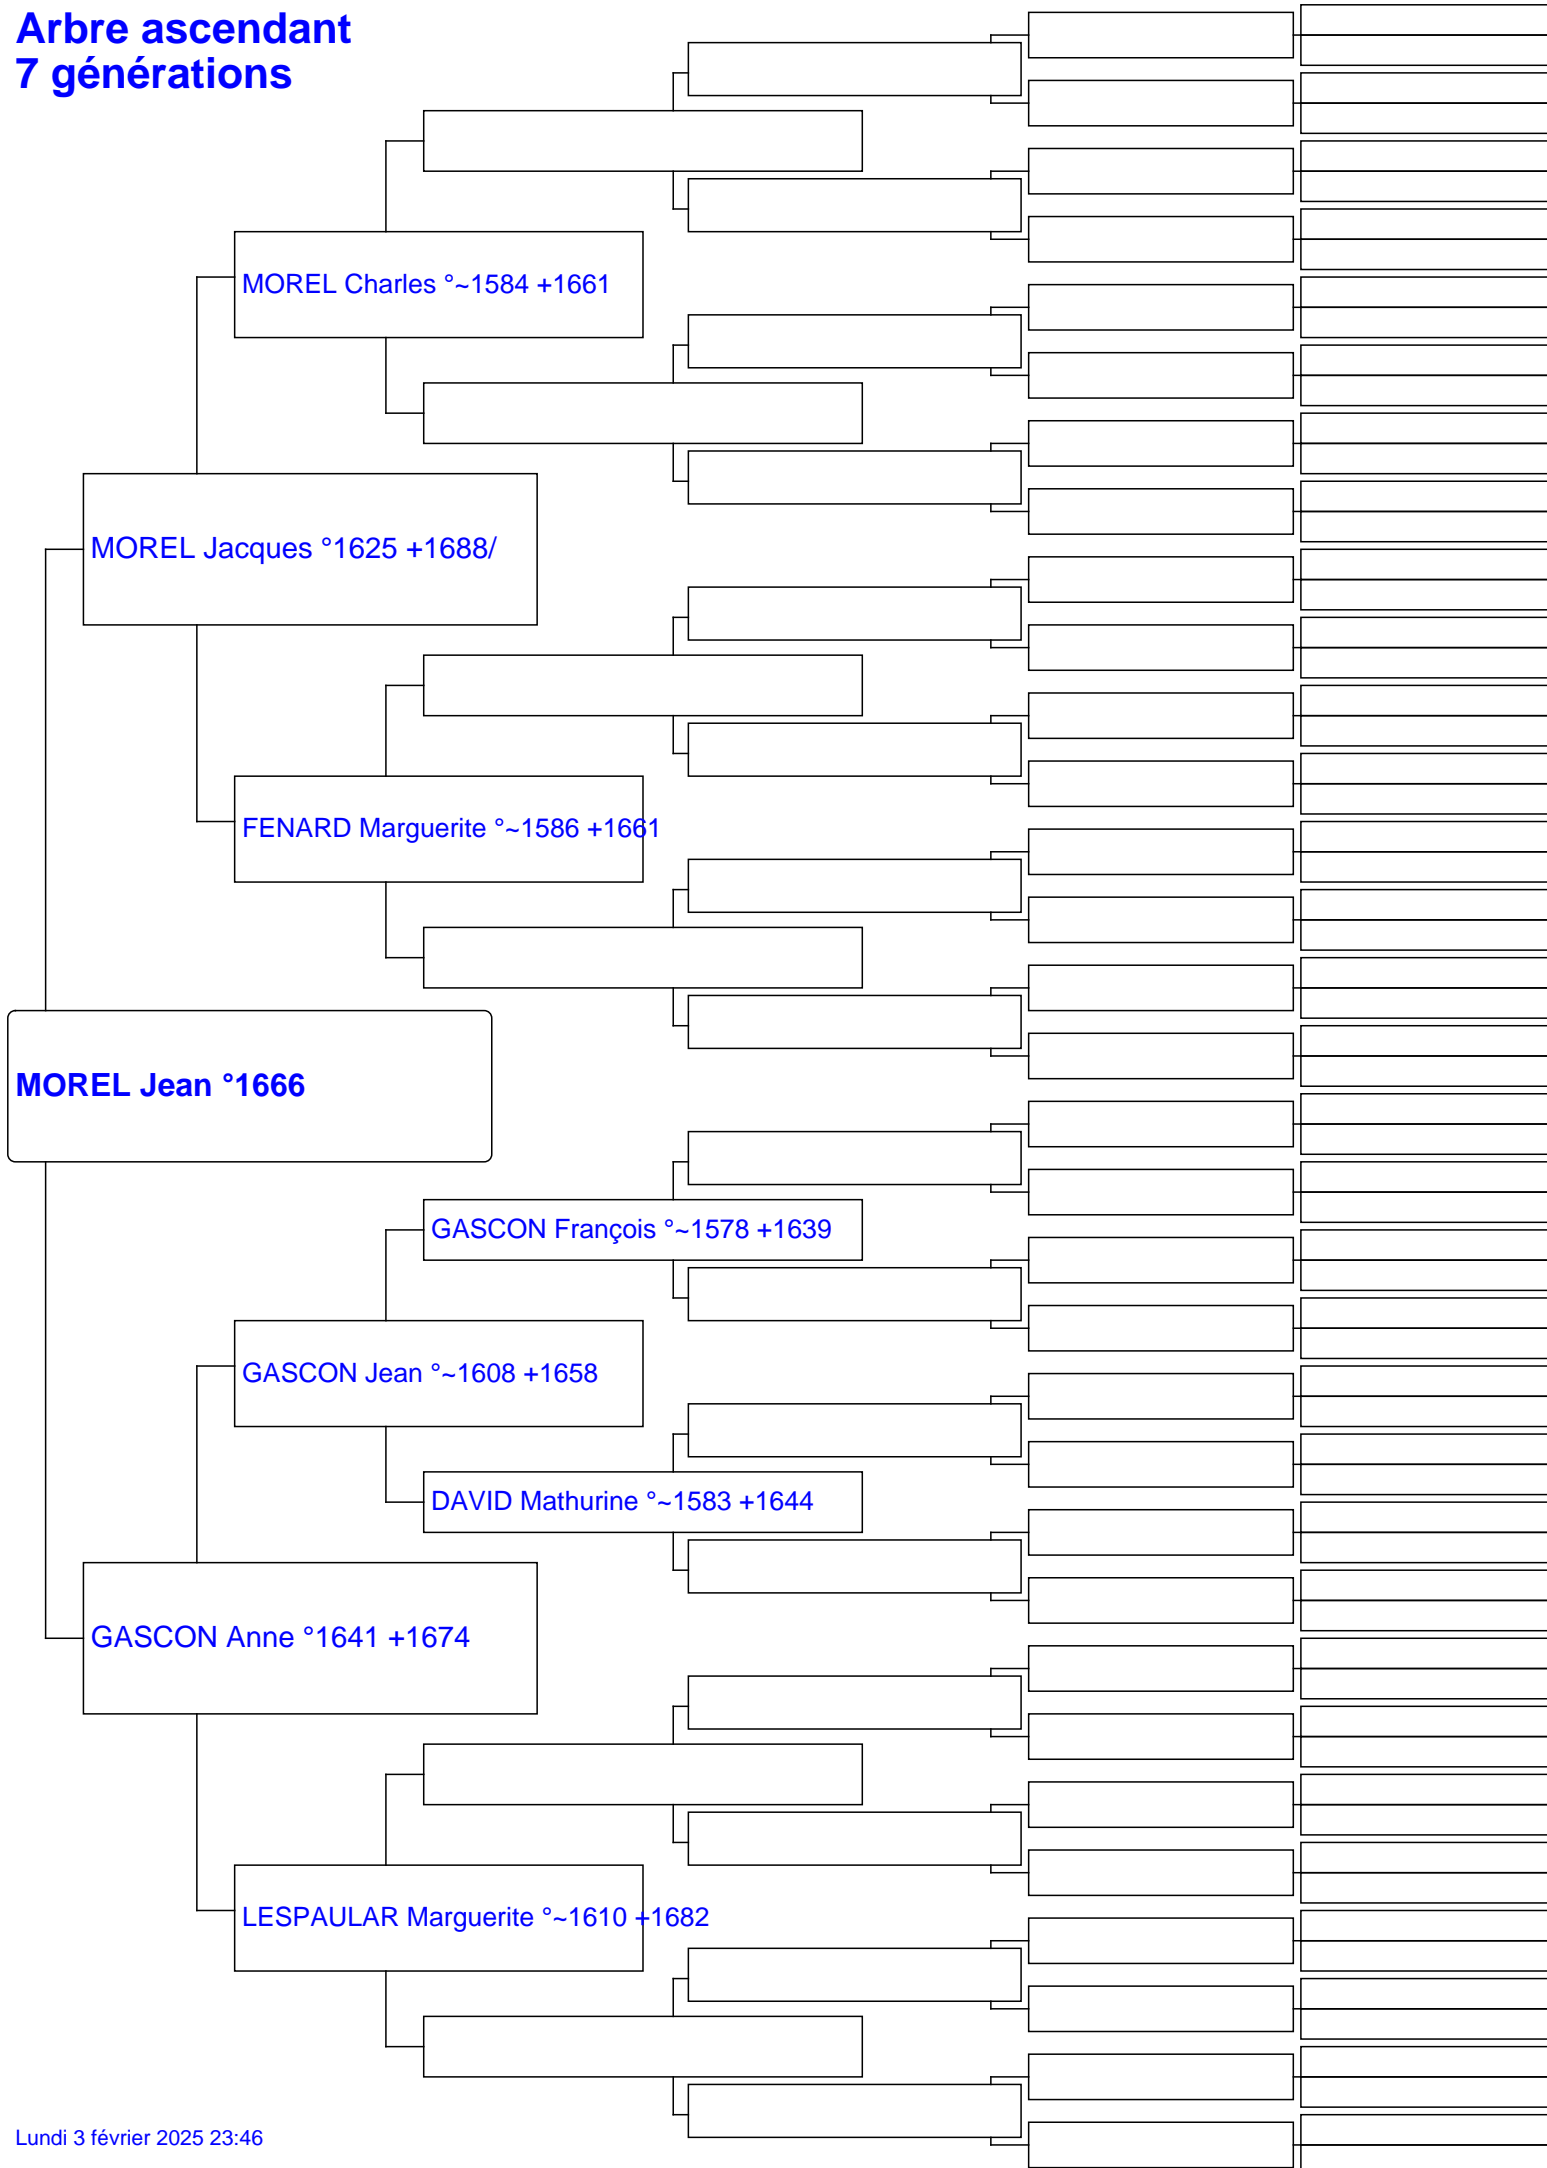 Arbre ascendant
7 générations
MOREL Charles °~1584 +1661
MOREL Jacques °1625 +1688/
FENARD Marguerite °~1586 +1661
MOREL Jean °1666
GASCON François °~1578 +1639
GASCON Jean °~1608 +1658
DAVID Mathurine °~1583 +1644
GASCON Anne °1641 +1674
LESPAULAR Marguerite °~1610 +1682
Lundi 3 février 2025 23:46